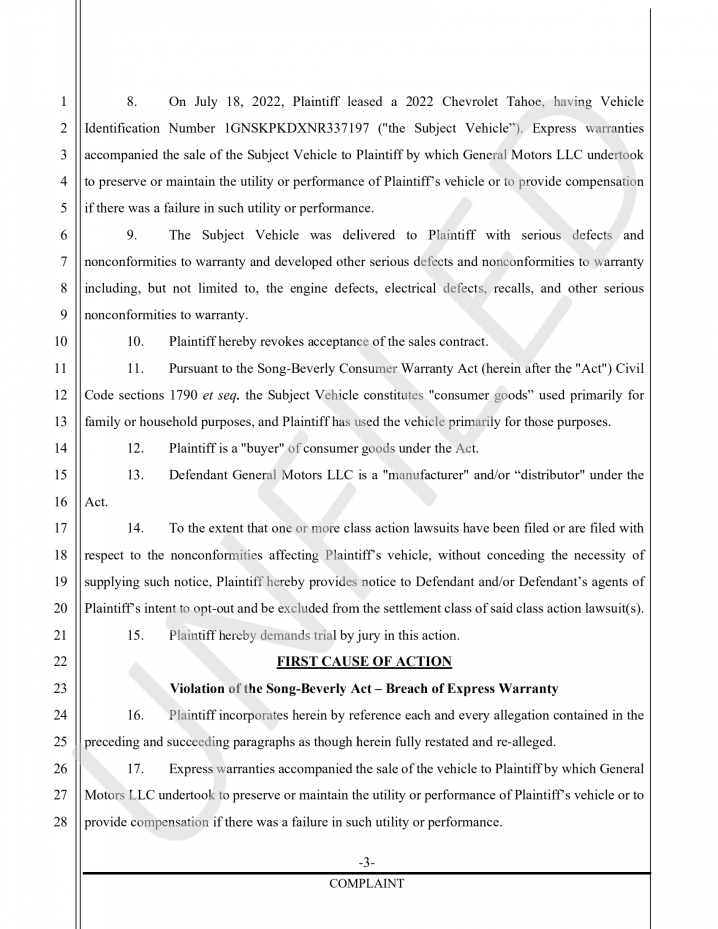 1 8. On July 18, 2022, Plaintiff leased a 2022 Chevrolet Tahoe, having Vehicle
2 Identification Number 1GNSKPKDXNR337197 ("the Subject Vehicle”). Express warranties
3 accompanied the sale of the Subject Vehicle to Plaintiff by which General Motors LLC undertook
4 to preserve or maintain the utility or performance of Plaintiff’s vehicle or to provide compensation
5 if there was a failure in such utility or performance.
6 9. The Subject Vehicle was delivered to Plaintiff with serious defects and
7 nonconformities to warranty and developed other serious defects and nonconformities to warranty
8 including, but not limited to, the engine defects, electrical defects, recalls, and other serious
9 nonconformities to warranty.
10 10. Plaintiff hereby revokes acceptance of the sales contract.
11 11. Pursuant to the Song-Beverly Consumer Warranty Act (herein after the "Act") Civil
12 Code sections 1790 et seq. the Subject Vehicle constitutes "consumer goods” used primarily for
13 family or household purposes, and Plaintiff has used the vehicle primarily for those purposes.
14 12. Plaintiff is a "buyer" of consumer goods under the Act.
15 13. Defendant General Motors LLC is a "manufacturer" and/or “distributor" under the
16 Act.
17 14. To the extent that one or more class action lawsuits have been filed or are filed with
18 respect to the nonconformities affecting Plaintiff’s vehicle, without conceding the necessity of
19 supplying such notice, Plaintiff hereby provides notice to Defendant and/or Defendant’s agents of
20 Plaintiff’s intent to opt-out and be excluded from the settlement class of said class action lawsuit(s).
21 15. Plaintiff hereby demands trial by jury in this action.
22 FIRST CAUSE OF ACTION
23 Violation of the Song-Beverly Act – Breach of Express Warranty
24 16. Plaintiff incorporates herein by reference each and every allegation contained in the
25 preceding and succeeding paragraphs as though herein fully restated and re-alleged.
26 17. Express warranties accompanied the sale of the vehicle to Plaintiff by which General
27 Motors LLC undertook to preserve or maintain the utility or performance of Plaintiff’s vehicle or to
28 provide compensation if there was a failure in such utility or performance.
-3-
COMPLAINT
UNFILED